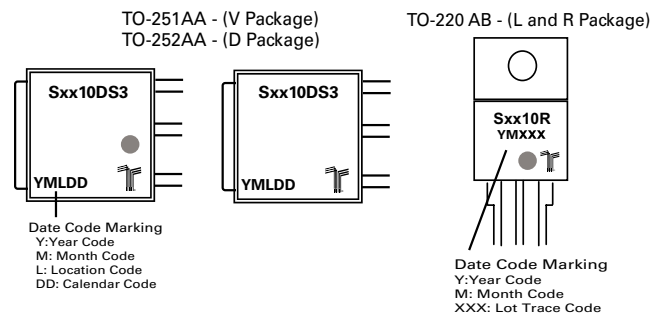 TO-251AA - (V Package)
TO-252AA - (D Package)
TO-220 AB - (L and R Package)
Sxx10DS3
YMLDD
Date Code Marking
Y:Year Code
M: Month Code
L: Location Code
DD: Calendar Code
Sxx10DS3
YMLDD
Sxx10R
YMXXX
Date Code Marking
Y:Year Code
M: Month Code
XXX: Lot Trace Code